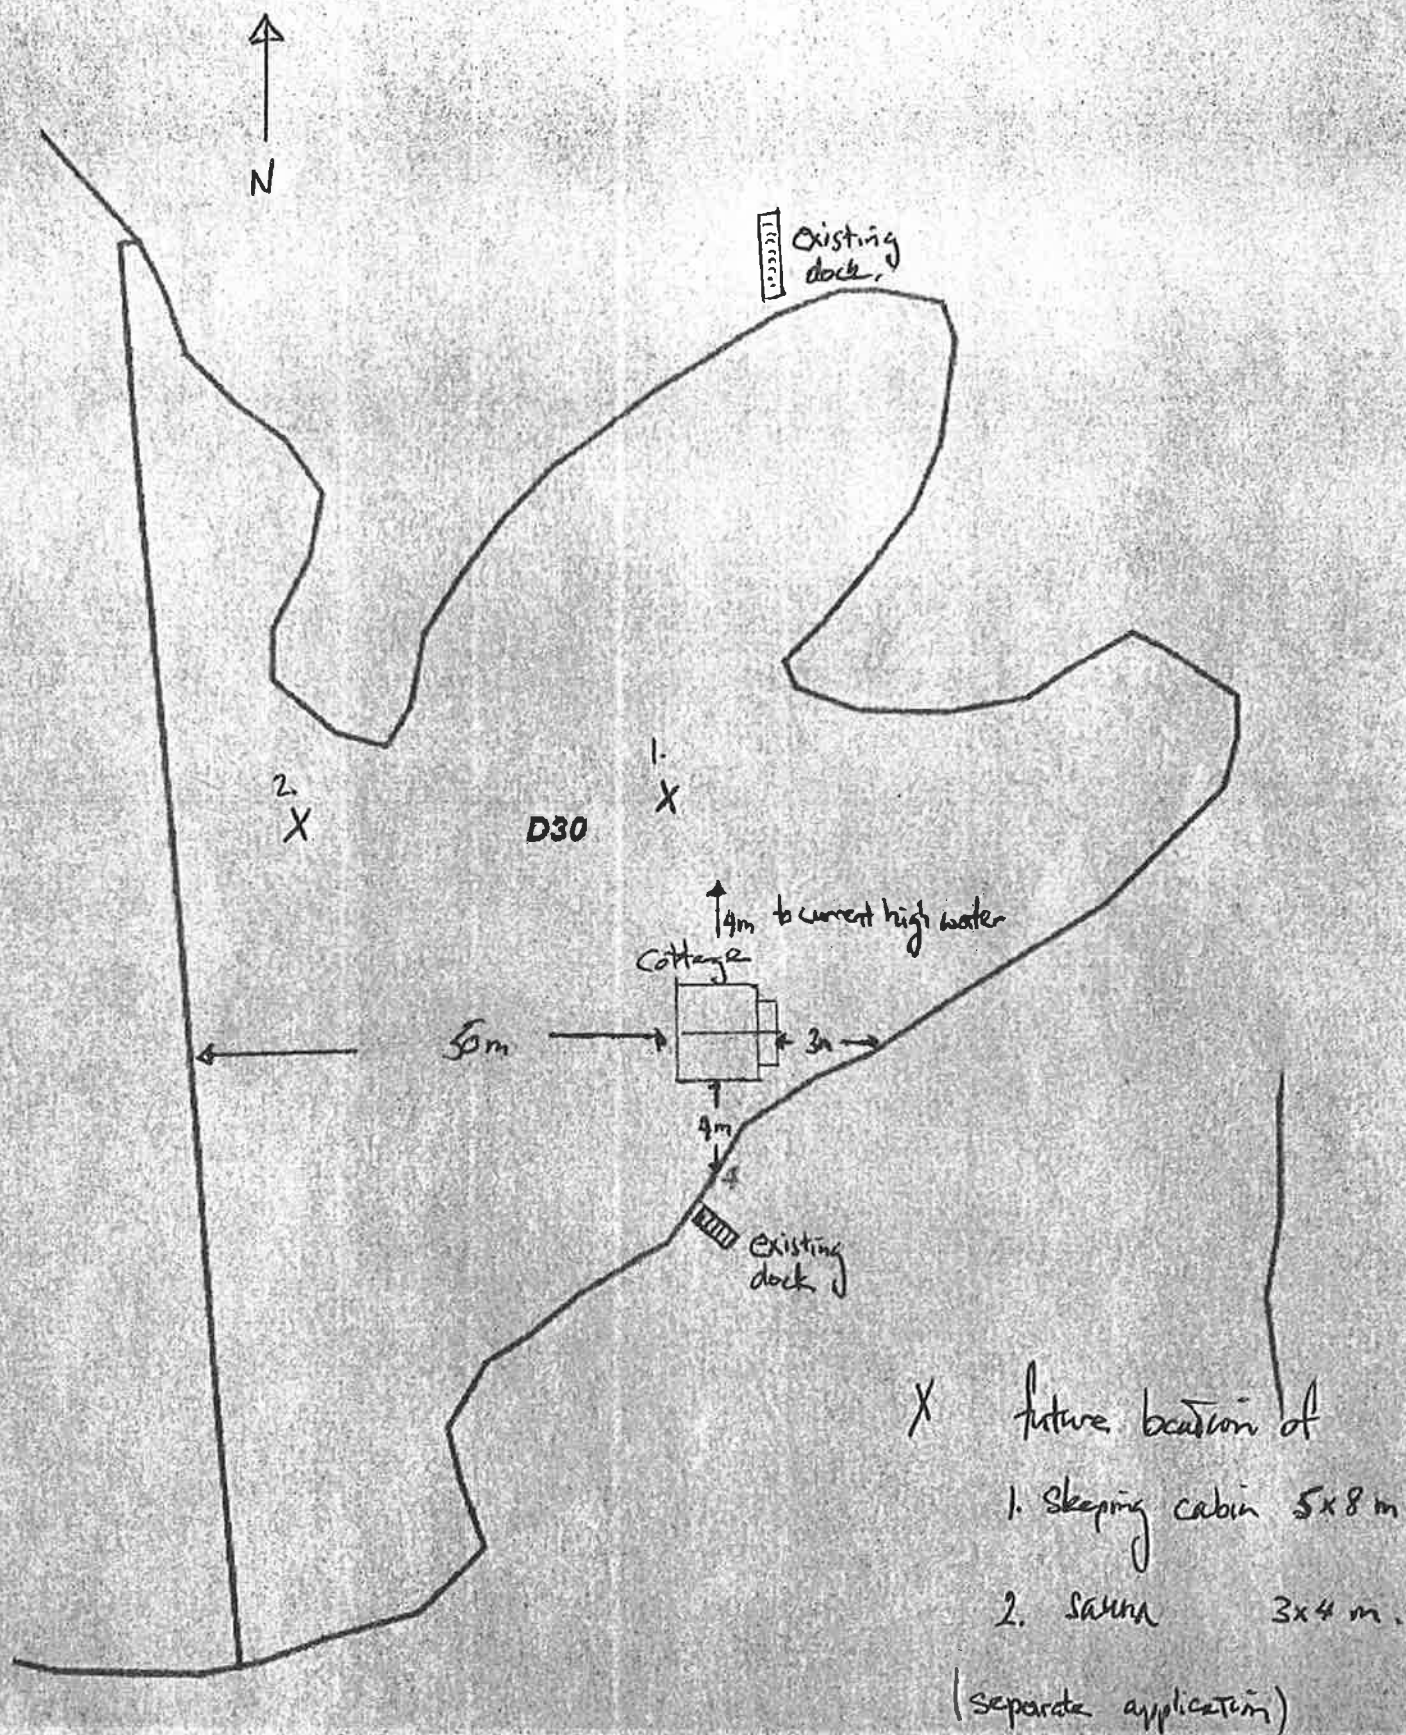 N
existing
dock.
1.
X
2.
X
D30
4m to current high water
Cottage
50m
3m
4m
4
existing
dock
X future location of
1. Sleeping cabin 5x8 m
2. Sauna 3x4 m.
(separate application)